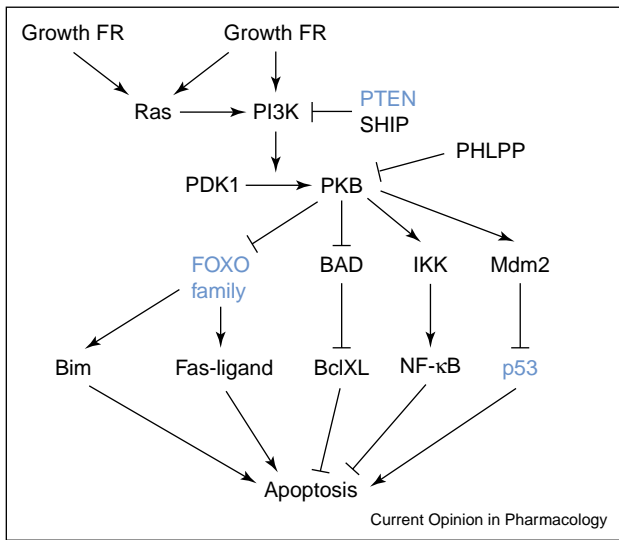 Growth FR
Growth FR
Ras
PI3K
PTEN
SHIP
PHLPP
PDK1
PKB
FOXO
family
BAD
IKK
Mdm2
Bim
Fas-ligand
BclXL
NF-κB
p53
Apoptosis
Current Opinion in Pharmacology